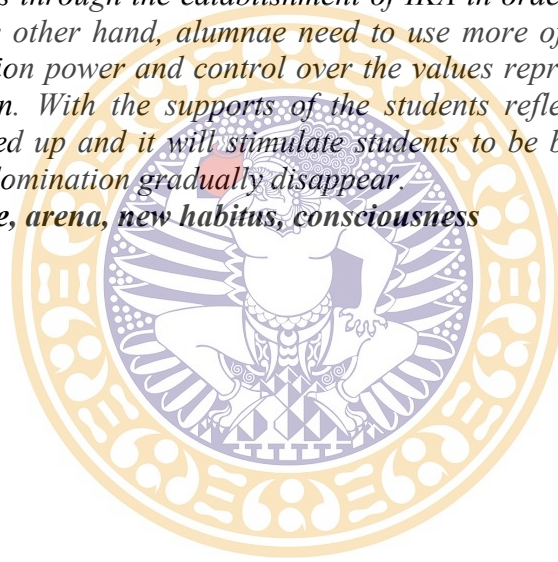 s through the establishment of IKA in orde
e other hand, alumnae need to use more of
ion power and control over the values repr
n. With the supports of the students refle
ed up and it will stimulate students to be b
domination gradually disappear.
e, arena, new habitus, consciousness